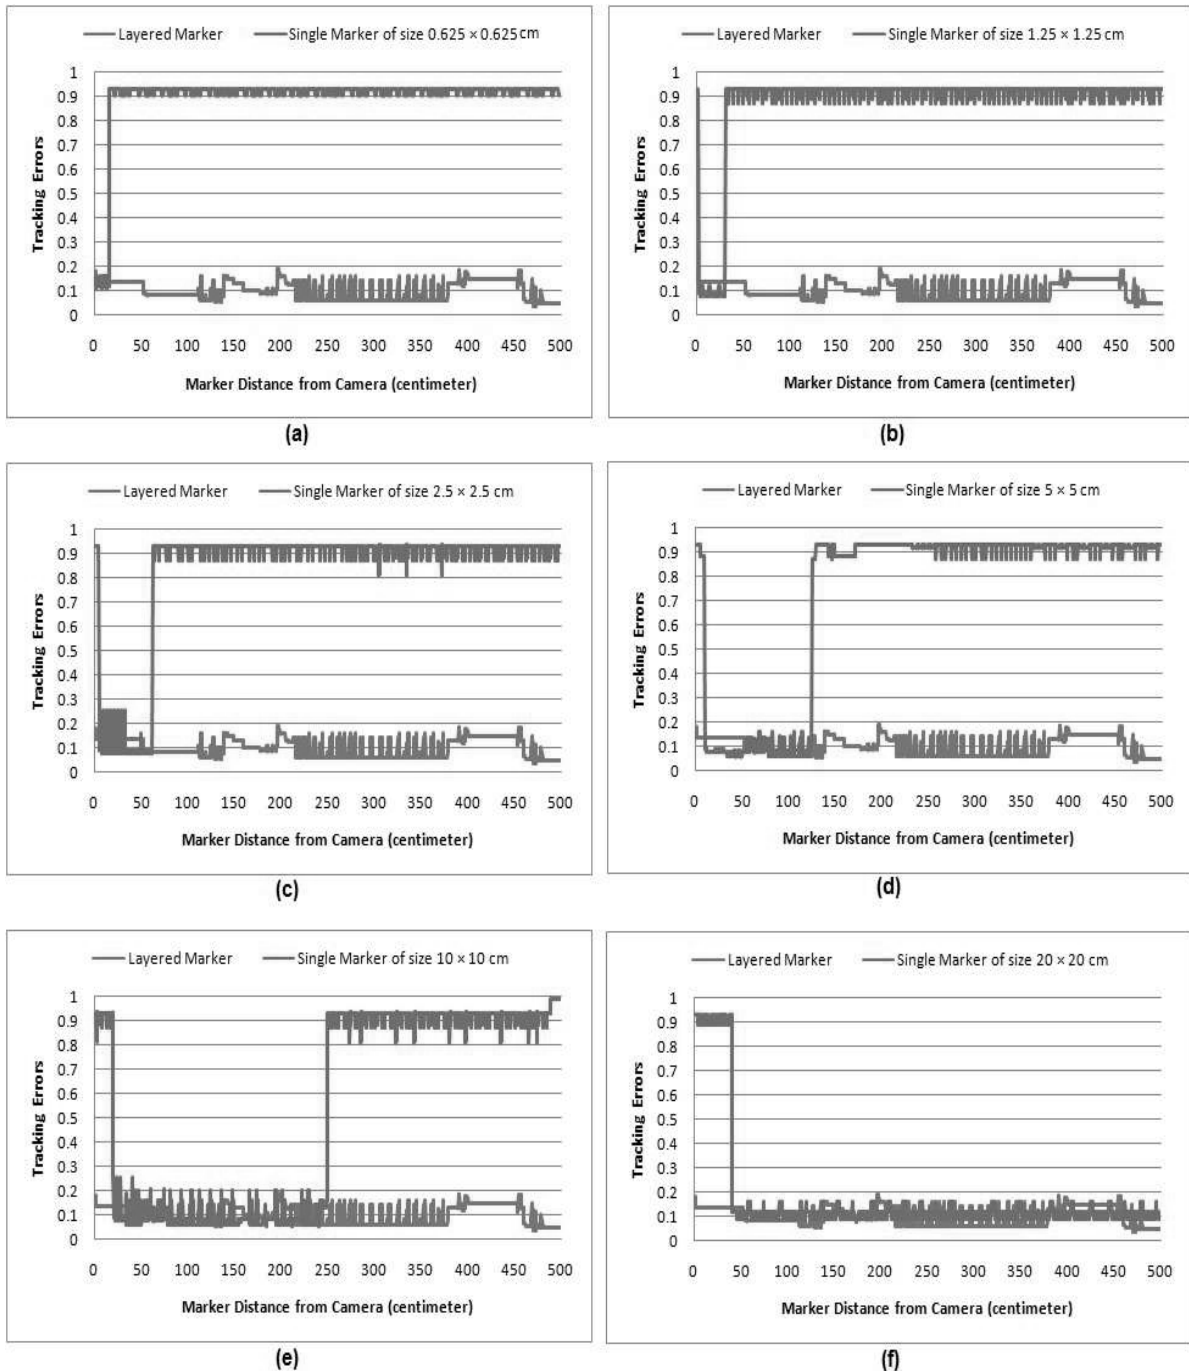 Layered Marker Single Marker of size 0.625 × 0.625 cm
1
0.9
0.8
0.7
0.6
0.5
0.4
0.3
0.2
0.1
0
Tracking Errors
0 50 100 150 200 250 300 350 400 450 500
Marker Distance from Camera (centimeter)
(a)
Layered Marker Single Marker of size 1.25 × 1.25 cm
1
0.9
0.8
0.7
0.6
0.5
0.4
0.3
0.2
0.1
0
Tracking Errors
0 50 100 150 200 250 300 350 400 450 500
Marker Distance from Camera (centimeter)
(b)
Layered Marker Single Marker of size 2.5 × 2.5 cm
1
0.9
0.8
0.7
0.6
0.5
0.4
0.3
0.2
0.1
0
Tracking Errors
0 50 100 150 200 250 300 350 400 450 500
Marker Distance from Camera (centimeter)
(c)
Layered Marker Single Marker of size 5 × 5 cm
1
0.9
0.8
0.7
0.6
0.5
0.4
0.3
0.2
0.1
0
Tracking Errors
0 50 100 150 200 250 300 350 400 450 500
Marker Distance from Camera (centimeter)
(d)
Layered Marker Single Marker of size 10 × 10 cm
1
0.9
0.8
0.7
0.6
0.5
0.4
0.3
0.2
0.1
0
Tracking Errors
0 50 100 150 200 250 300 350 400 450 500
Marker Distance from Camera (centimeter)
(e)
Layered Marker Single Marker of size 20 × 20 cm
1
0.9
0.8
0.7
0.6
0.5
0.4
0.3
0.2
0.1
0
Tracking Errors
0 50 100 150 200 250 300 350 400 450 500
Marker Distance from Camera (centimeter)
(f)